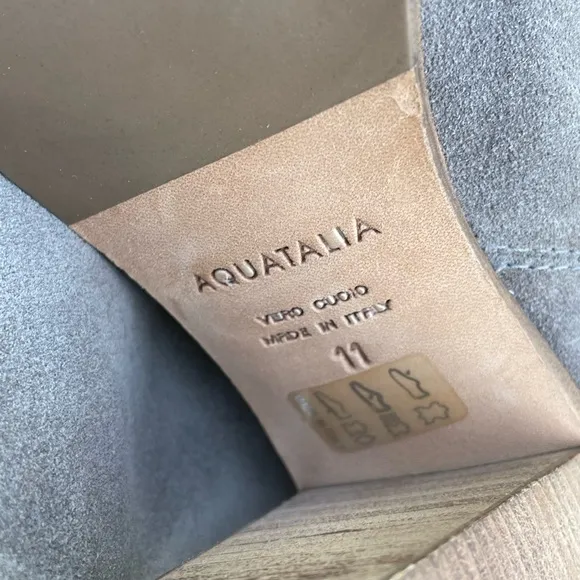 AQUATALIA
VERO CUOIO
MADE IN ITALY
11